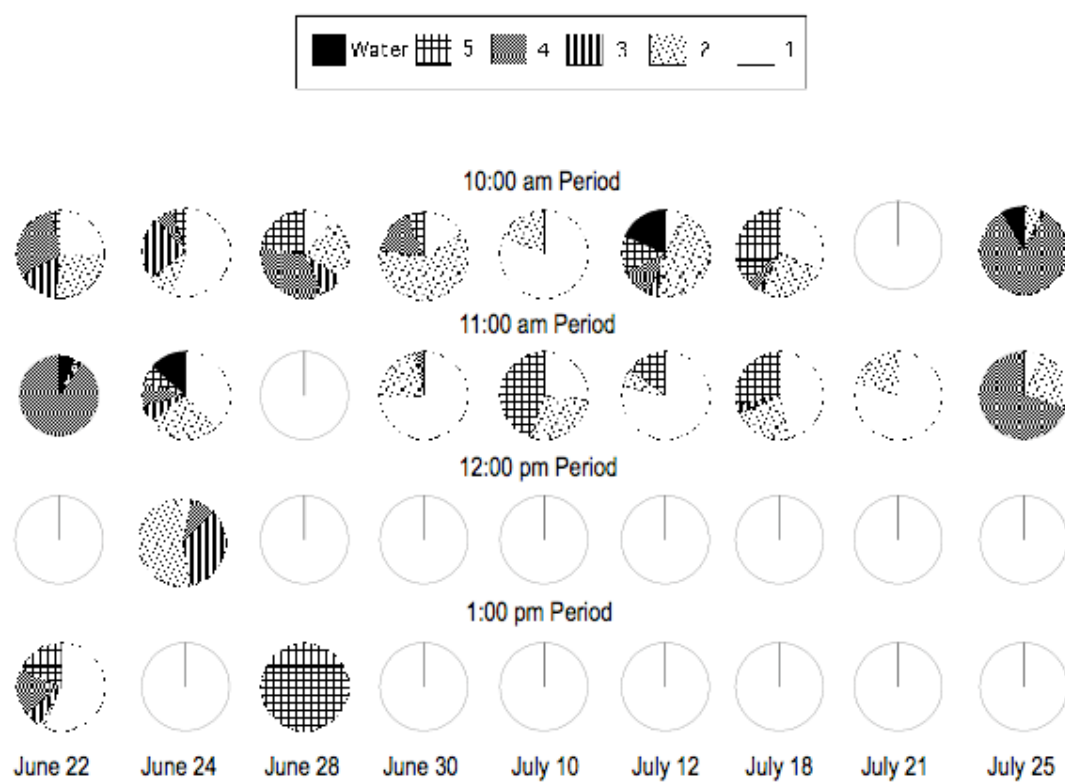 Water 5 4 3 2 1
10:00 am Period
11:00 am Period
12:00 pm Period
1:00 pm Period
June 22 June 24 June 28 June 30 July 10 July 12 July 18 July 21 July 25